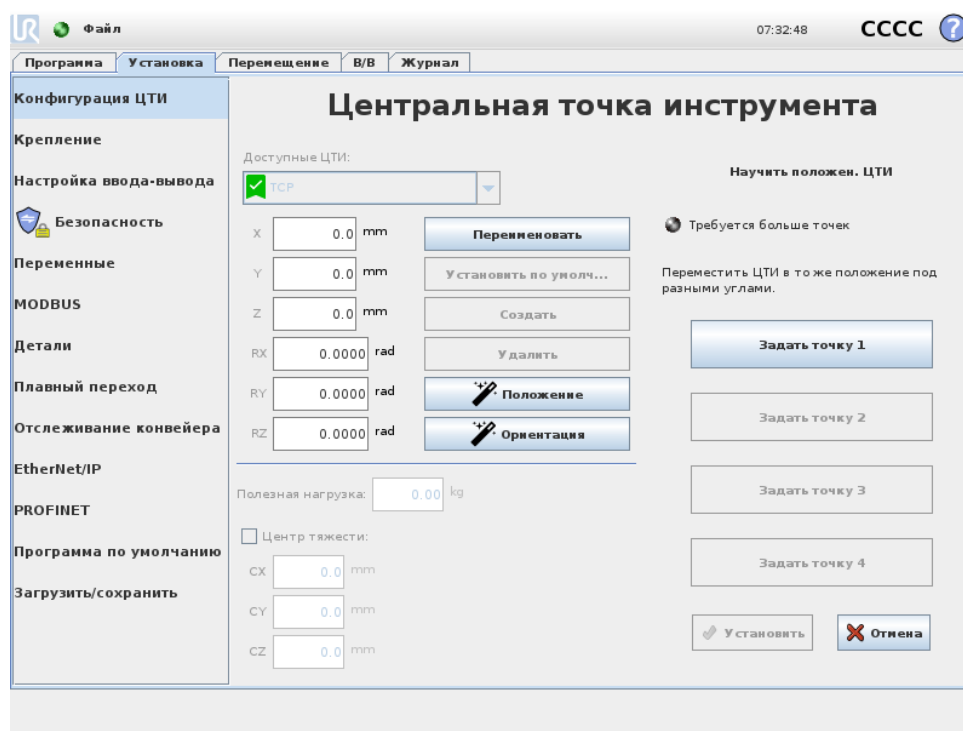 UR Файл 07:32:48 CCCC ?
Программа Установка Перемещение В/В Журнал
Конфигурация ЦТИ
Крепление
Настройка ввода-вывода
Безопасность
Переменные
MODBUS
Детали
Плавный переход
Отслеживание конвейера
EtherNet/IP
PROFINET
Программа по умолчанию
Загрузить/сохранить
Центральная точка инструмента
Доступные ЦТИ:
TCP
X 0.0 mm Переименовать
Y 0.0 mm Установить по умолч...
Z 0.0 mm Создать
RX 0.0000 rad Удалить
RY 0.0000 rad Положение
RZ 0.0000 rad Ориентация
Полезная нагрузка: 0.00 kg
Центр тяжести:
CX 0.0 mm
CY 0.0 mm
CZ 0.0 mm
Научить положен. ЦТИ
Требуется больше точек
Переместить ЦТИ в то же положение под
разными углами.
Задать точку 1
Задать точку 2
Задать точку 3
Задать точку 4
Установить Отмена